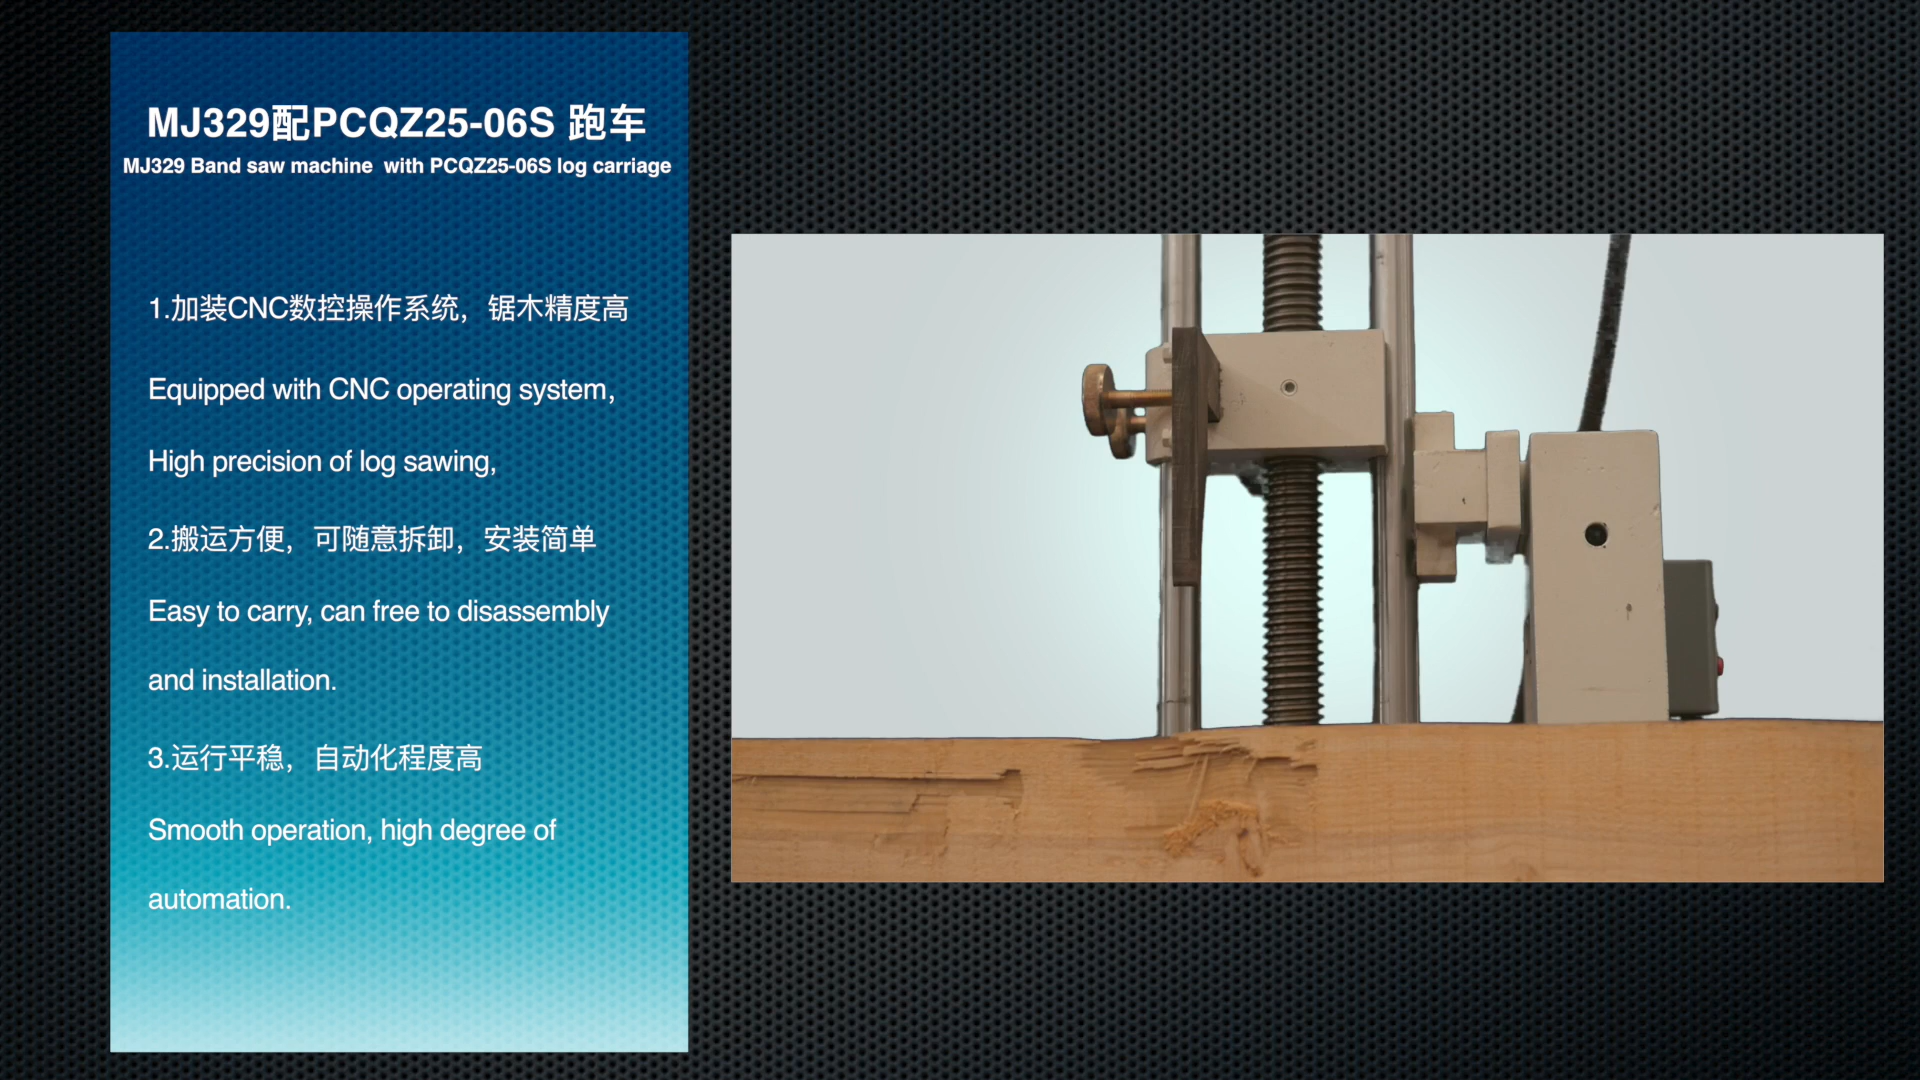 MJ329配PCQZ25-06S 跑车
MJ329 Band saw machine with PCQZ25-06S log carriage
1.加装CNC数控操作系统，锯木精度高
Equipped with CNC operating system,
High precision of log sawing,
2.搬运方便，可随意拆卸，安装简单
Easy to carry, can free to disassembly
and installation.
3.运行平稳，自动化程度高
Smooth operation, high degree of
automation.